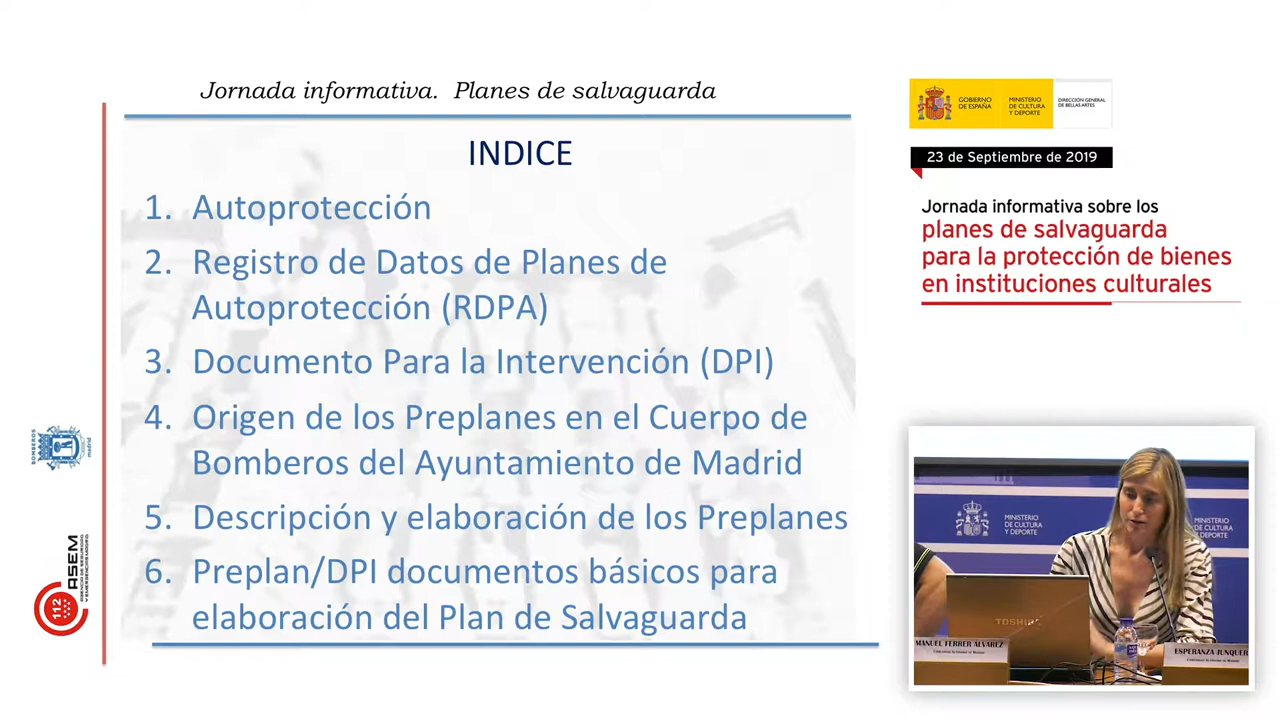 Jornada informativa. Planes de salvaguarda
INDICE
1. Autoprotección
2. Registro de Datos de Planes de
Autoprotección (RDPA)
3. Documento Para la Intervención (DPI)
4. Origen de los Preplanes en el Cuerpo de
Bomberos del Ayuntamiento de Madrid
5. Descripción y elaboración de los Preplanes
6. Preplan/DPI documentos básicos para
elaboración del Plan de Salvaguarda
BOMBEROS
Madrid
112
ASEM
GOBIERNO
DE ESPAÑA
MINISTERIO
DE CULTURA
Y DEPORTE
DIRECCIÓN GENERAL
DE BELLAS ARTES
23 de Septiembre de 2019
Jornada informativa sobre los
planes de salvaguarda
para la protección de bienes
en instituciones culturales
MINISTERIO
DE CULTURA
Y DEPORTE
MINISTERIO
DE CULTURA
Y DEPORTE
TOSHIBA
MANUEL FERRER ALVAREZ
ESPERANZA JUNQUER